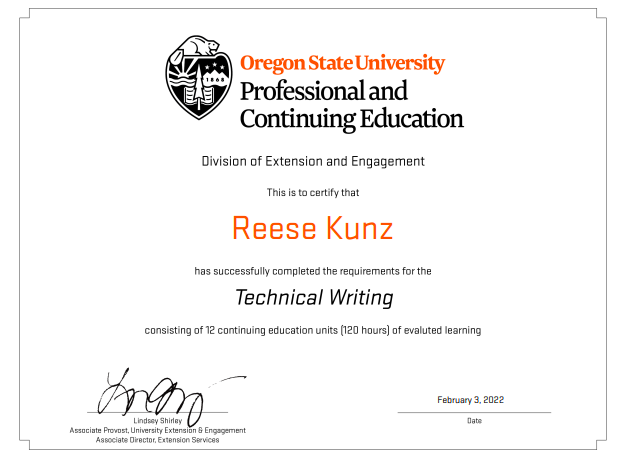 1868
Oregon State University
Professional and
Continuing Education
Division of Extension and Engagement
This is to certify that
Reese Kunz
has successfully completed the requirements for the
Technical Writing
consisting of 12 continuing education units (120 hours) of evaluted learning
February 3, 2022
Lindsey Shirley
Date
Associate Provost, University Extension & Engagement
Associate Director, Extension Services